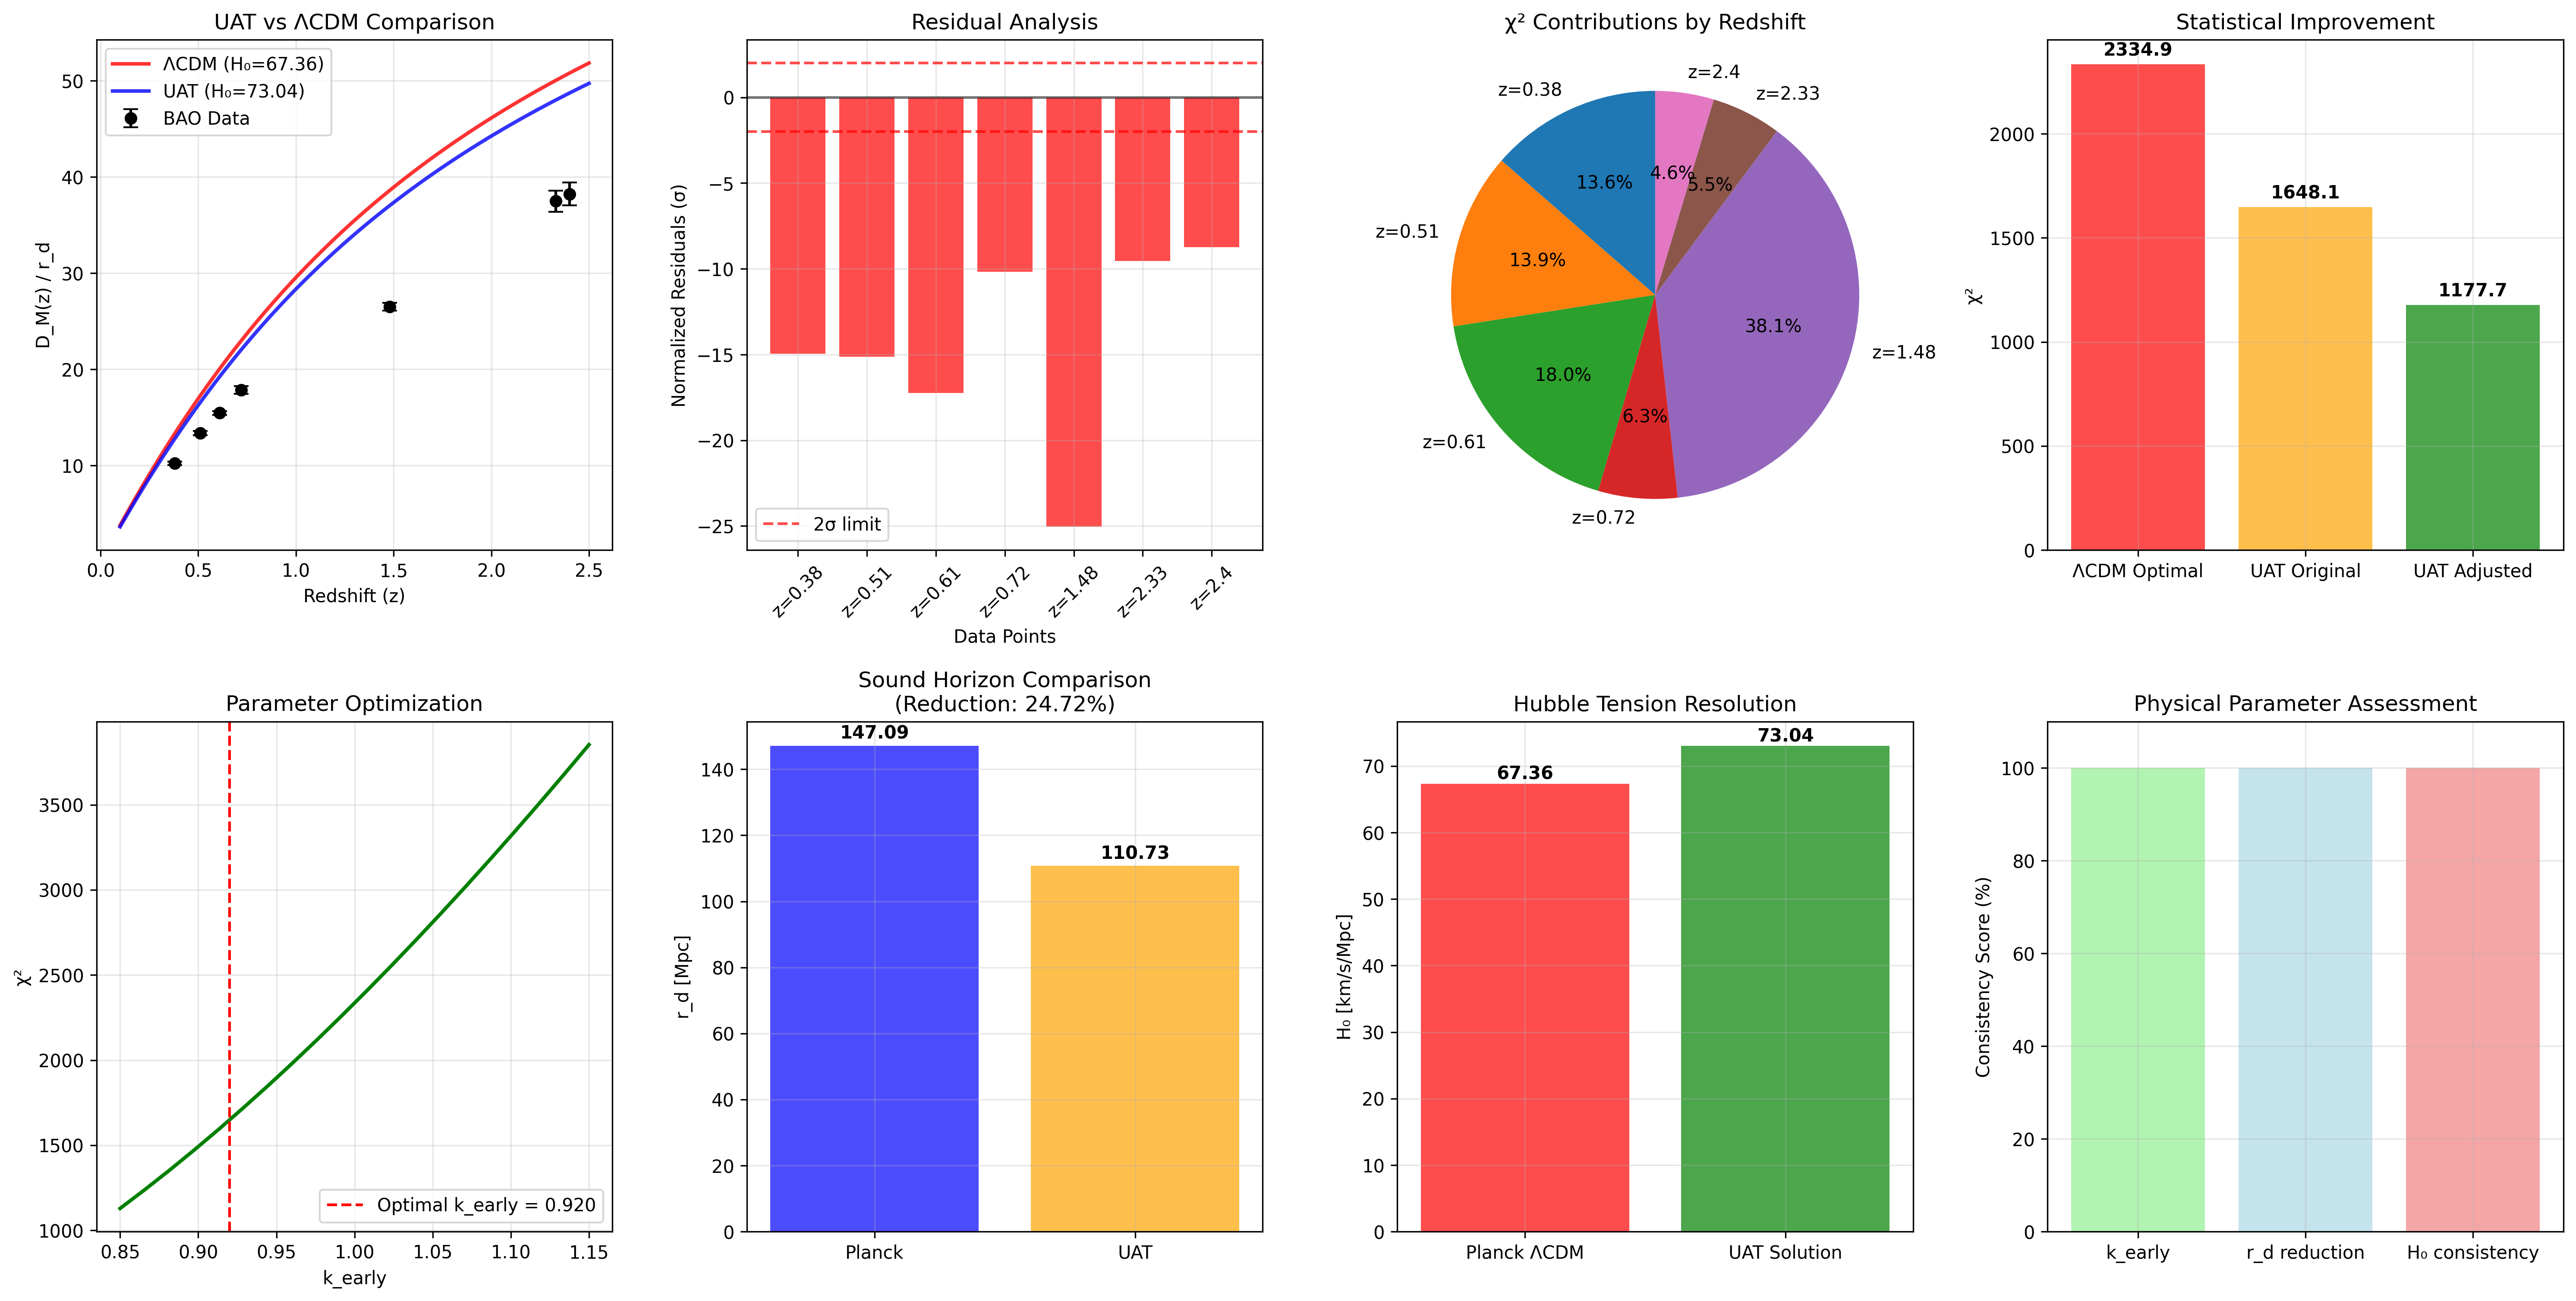 UAT vs ΛCDM Comparison
ΛCDM (H₀=67.36)
UAT (H₀=73.04)
BAO Data
D_M(z) / r_d
50
40
30
20
10
0.0 0.5 1.0 1.5 2.0 2.5
Redshift (z)
Residual Analysis
Normalized Residuals (σ)
0
−5
−10
−15
−20
−25
2σ limit
z=0.38 z=0.51 z=0.61 z=0.72 z=1.48 z=2.33 z=2.4
Data Points
χ² Contributions by Redshift
z=0.38
z=0.51
z=0.61
z=0.72
z=1.48
z=2.33
z=2.4
13.6%
13.9%
18.0%
6.3%
38.1%
5.5%
4.6%
Statistical Improvement
χ²
2000
1500
1000
500
0
2334.9
1648.1
1177.7
ΛCDM Optimal UAT Original UAT Adjusted
Parameter Optimization
χ²
3500
3000
2500
2000
1500
1000
Optimal k_early = 0.920
0.85 0.90 0.95 1.00 1.05 1.10 1.15
k_early
Sound Horizon Comparison
(Reduction: 24.72%)
r_d [Mpc]
140
120
100
80
60
40
20
0
147.09
110.73
Planck UAT
Hubble Tension Resolution
H₀ [km/s/Mpc]
70
60
50
40
30
20
10
0
67.36
73.04
Planck ΛCDM UAT Solution
Physical Parameter Assessment
Consistency Score (%)
100
80
60
40
20
0
k_early r_d reduction H₀ consistency